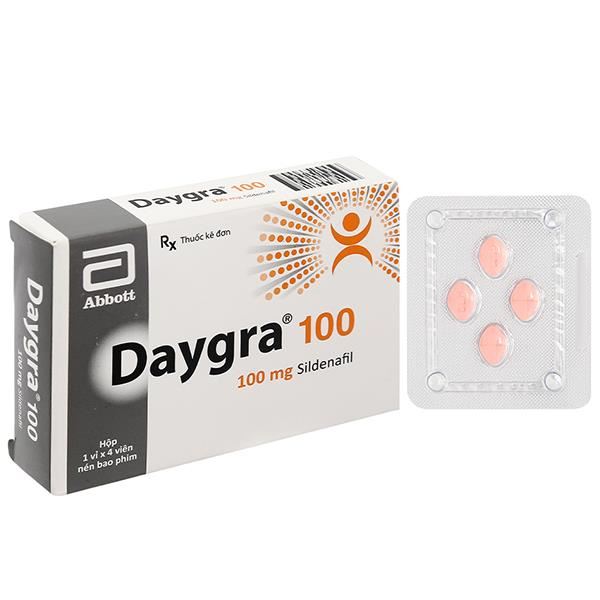 Daygra® 100
100 mg Sildenafil
Rx Thuốc kê đơn
Abbott
Daygra® 100
100 mg Sildenafil
Daygra® 100
100 mg Sildenafil
Hộp
1 vỉ x 4 viên
nén bao phim